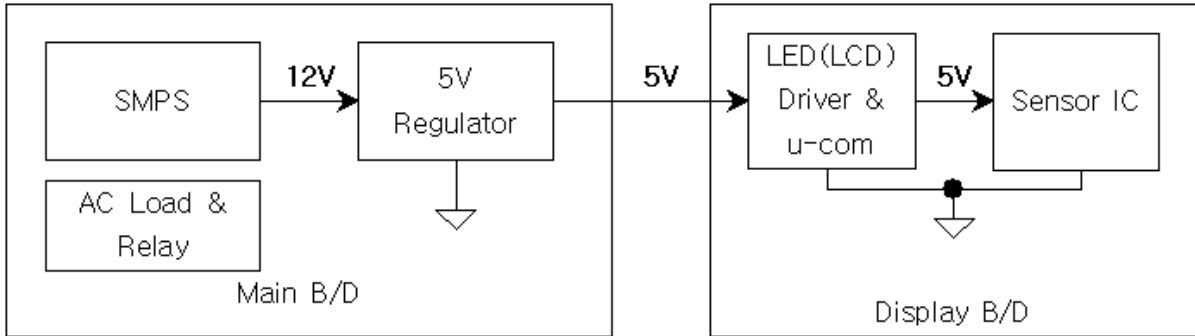 SMPS
12V
5V
Regulator
AC Load &
Relay
Main B/D
5V
LED(LCD)
Driver &
u-com
5V
Sensor IC
Display B/D